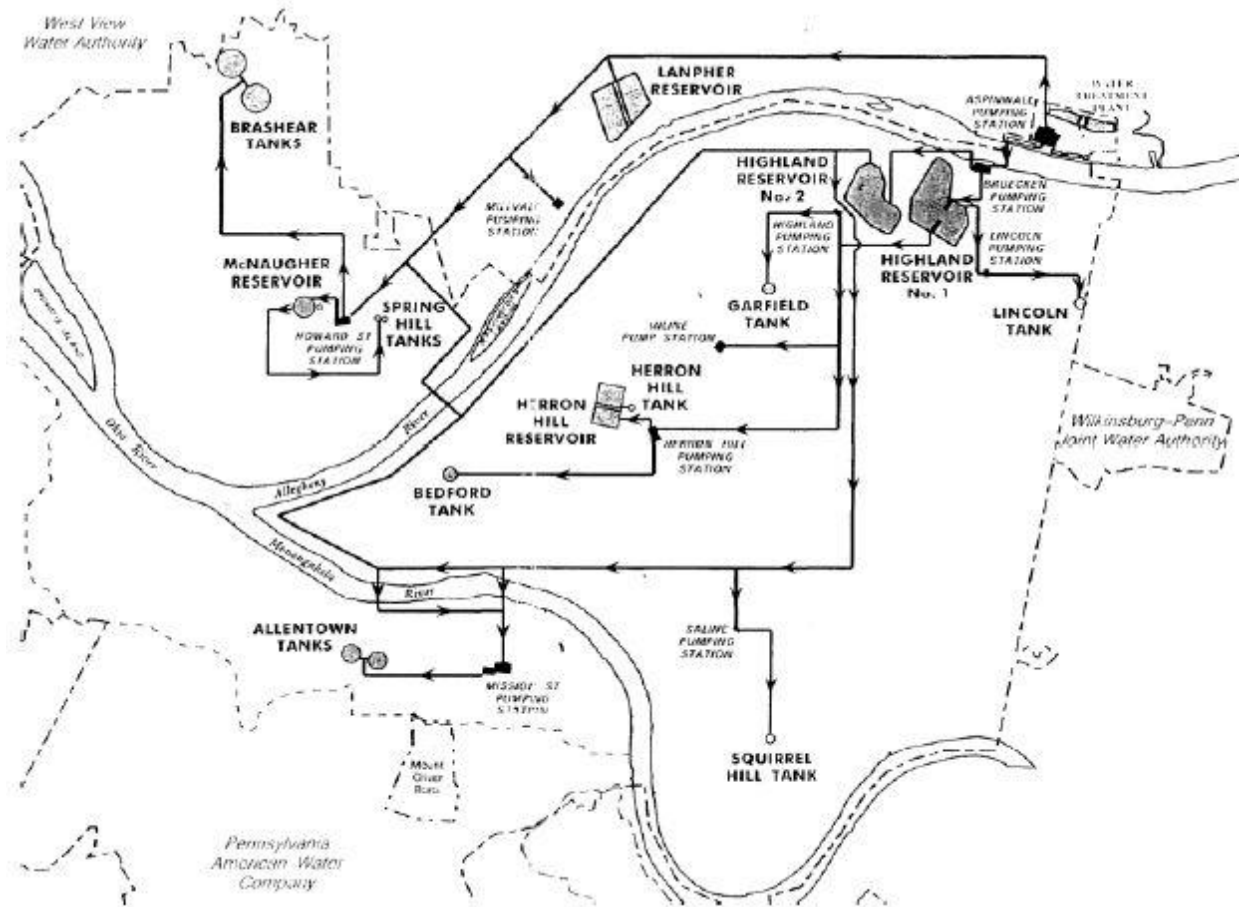 West View
Water Authority
BRASHEAR
TANKS
LANPHER
RESERVOIR
WATER
TREATMENT
PLANT
ASPINWALL
PUMPING
STATION
HIGHLAND
RESERVOIR
No. 2
MILLVALE
PUMPING
STATION
BRUECKEN
PUMPING
STATION
HIGHLAND
PUMPING
STATION
LINCOLN
PUMPING
STATION
HIGHLAND
RESERVOIR
No. 1
McNAUGHER
RESERVOIR
SPRING
HILL
TANKS
GARFIELD
TANK
LINCOLN
TANK
HOWARD ST
PUMPING
STATION
INLINE
PUMP STATION
HERRON
HILL
TANK
HERRON
HILL
RESERVOIR
HERRON HILL
PUMPING
STATION
Wilkinsburg-Penn
Joint Water Authority
Ohio River
River
Allegheny
BEDFORD
TANK
Monongahela
River
ALLENTOWN
TANKS
SALINE
PUMPING
STATION
MISSION ST
PUMPING
STATION
SQUIRREL
HILL TANK
Mount
Oliver
Boro.
Pennsylvania
American Water
Company